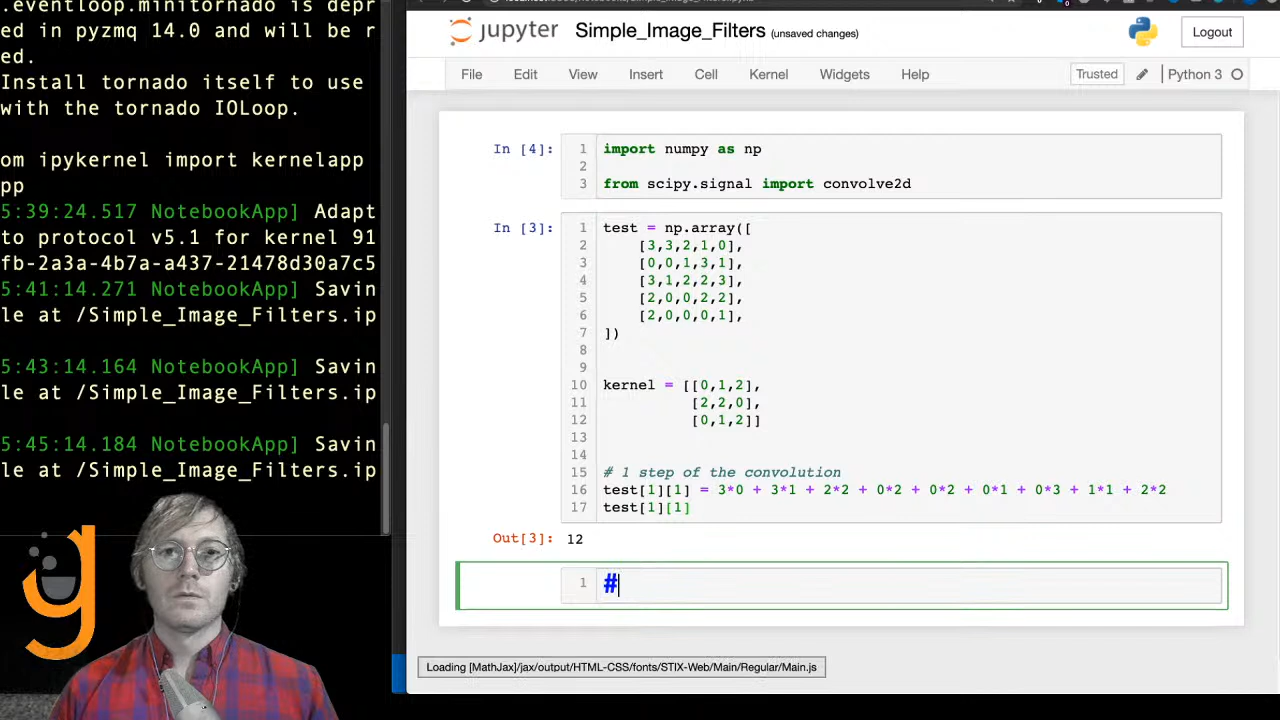 .eventloop.minitornado is depr
ed in pyzmq 14.0 and will be r
ed.
Install tornado itself to use
with the tornado IOLoop.
om ipykernel import kernelapp
pp
5:39:24.517 NotebookApp] Adapt
to protocol v5.1 for kernel 91
fb-2a3a-4b7a-a437-21478d30a7c5
5:41:14.271 NotebookApp] Savin
le at /Simple_Image_Filters.ip
5:43:14.164 NotebookApp] Savin
le at /Simple_Image_Filters.ip
5:45:14.184 NotebookApp] Savin
le at /Simple_Image_Filters.ip
jupyter Simple_Image_Filters (unsaved changes) Logout
File Edit View Insert Cell Kernel Widgets Help Trusted Python 3
In [4]: 1 import numpy as np
2
3 from scipy.signal import convolve2d
In [3]: 1 test = np.array([
2 [3,3,2,1,0],
3 [0,0,1,3,1],
4 [3,1,2,2,3],
5 [2,0,0,2,2],
6 [2,0,0,0,1],
7 ])
8
9
10 kernel = [[0,1,2],
11 [2,2,0],
12 [0,1,2]]
13
14
15 # 1 step of the convolution
16 test[1][1] = 3*0 + 3*1 + 2*2 + 0*2 + 0*2 + 0*1 + 0*3 + 1*1 + 2*2
17 test[1][1]
Out[3]: 12
1 #
Loading [MathJax]/jax/output/HTML-CSS/fonts/STIX-Web/Main/Regular/Main.js